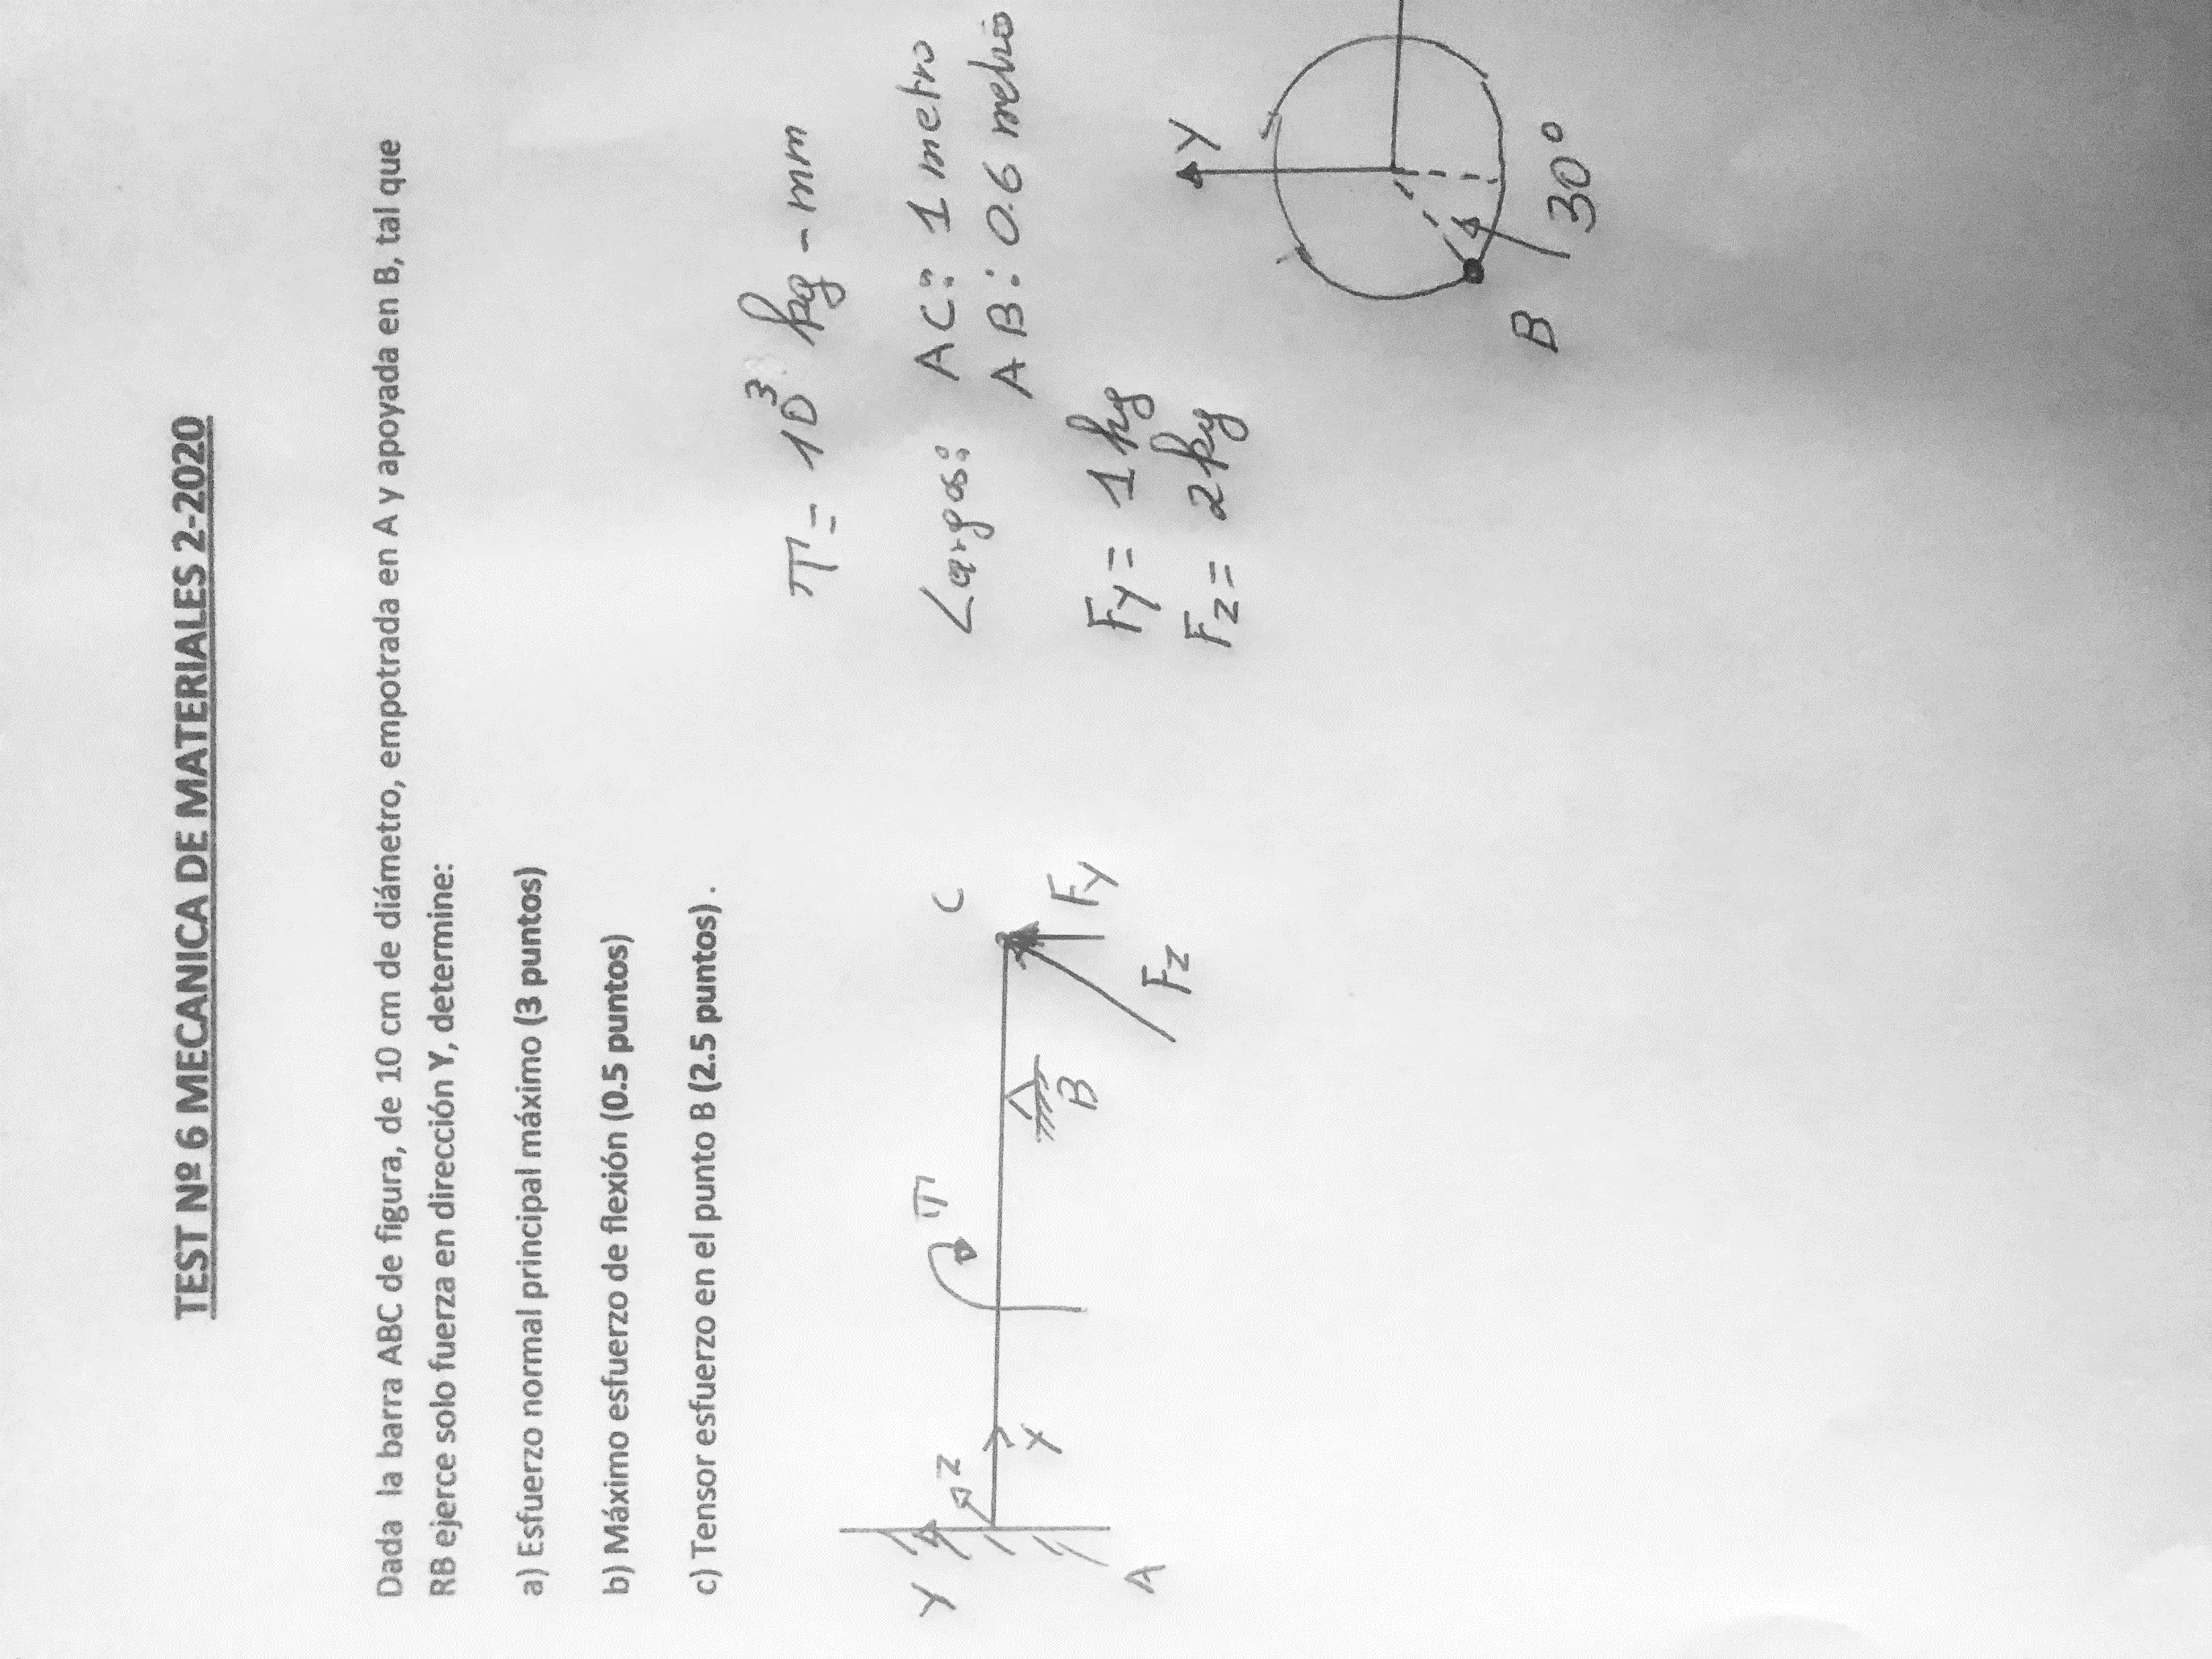 TEST Nº 6 MECANICA DE MATERIALES 2-2020
Dada la barra ABC de figura, de 10 cm de diámetro, empotrada en A y apoyada en B, tal que
RB ejerce solo fuerza en dirección Y, determine:
a) Esfuerzo normal principal máximo (3 puntos)
b) Máximo esfuerzo de flexión (0.5 puntos)
c) Tensor esfuerzo en el punto B (2.5 puntos) .
T = 10³ kg - mm
Largos: AC: 1 metro
AB: 0.6 metro
Fy = 1 kg
Fz = 2 kg
Y
Z
X
A
T
B
C
Fy
Fz
Y
B
30°